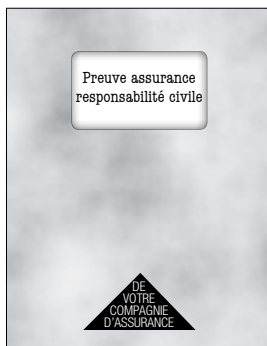 Preuve assurance
responsabilité civile
DE
VOTRE
COMPAGNIE
D'ASSURANCE